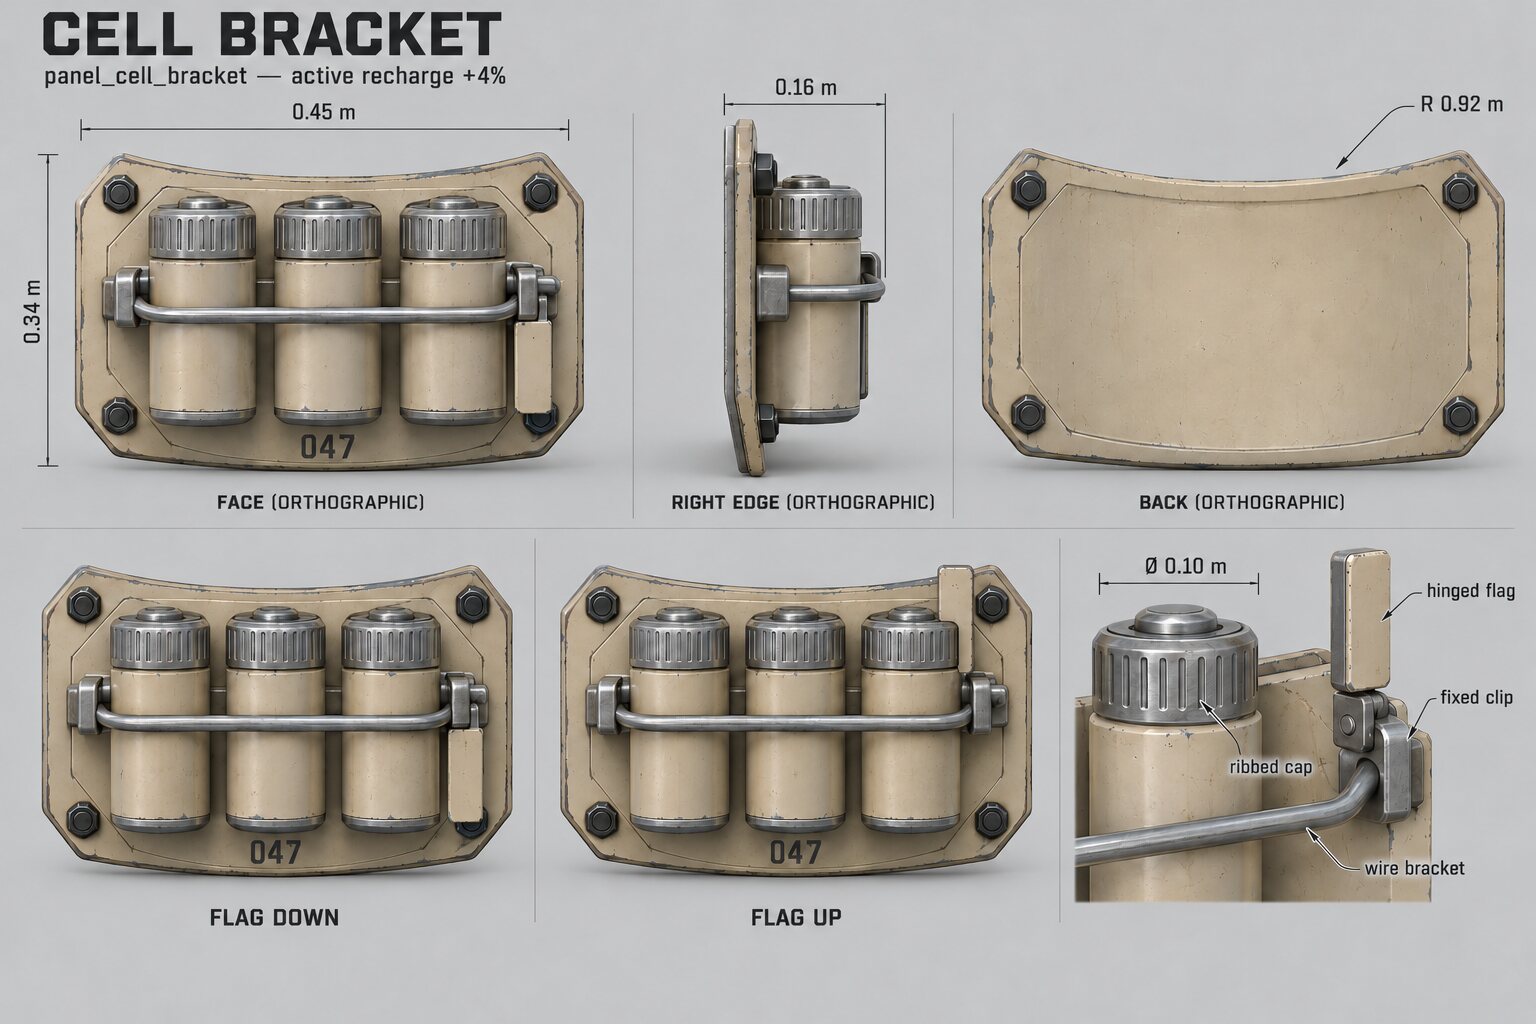 CELL BRACKET
panel_cell_bracket — active recharge +4%
0.45 m
0.34 m
047
FACE (ORTHOGRAPHIC)
0.16 m
RIGHT EDGE (ORTHOGRAPHIC)
R 0.92 m
BACK (ORTHOGRAPHIC)
047
FLAG DOWN
047
FLAG UP
Ø 0.10 m
hinged flag
fixed clip
ribbed cap
wire bracket